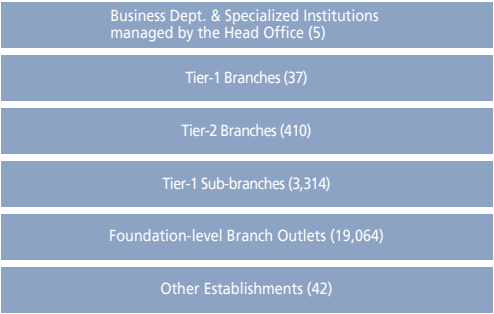 Business Dept. & Specialized Institutions
managed by the Head Office (5)
Tier-1 Branches (37)
Tier-2 Branches (410)
Tier-1 Sub-branches (3,314)
Foundation-level Branch Outlets (19,064)
Other Establishments (42)